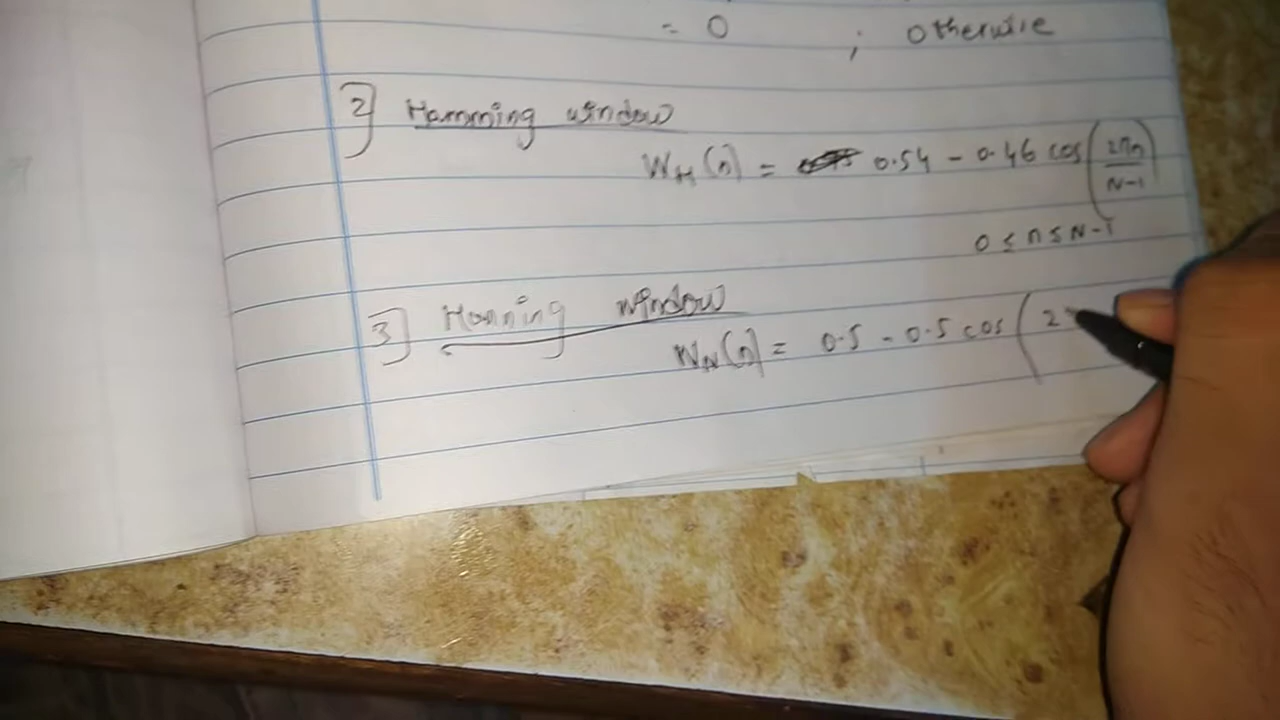 = 0 ; otherwise
2] Hamming window
W_H(n) = 0.54 - 0.46 cos(2πn/N-1)
0 ≤ n ≤ N-1
3] Hanning window
W_N(n) = 0.5 - 0.5 cos ( 2